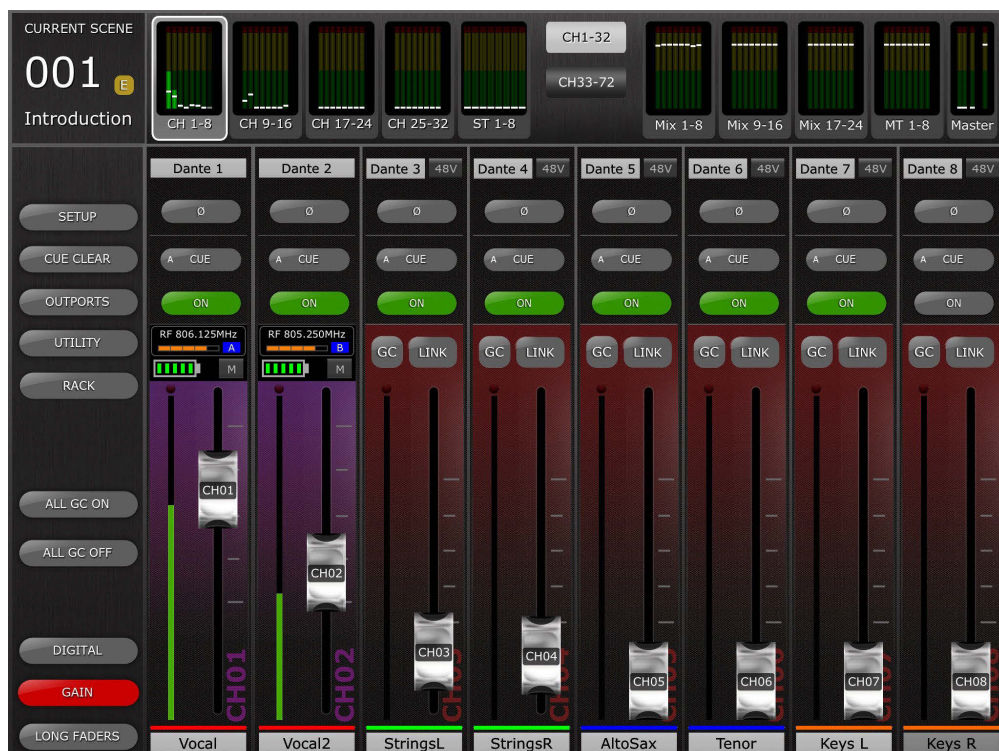 CURRENT SCENE
001 E
Introduction
CH 1-8 CH 9-16 CH 17-24 CH 25-32 ST 1-8
CH1-32
CH33-72
Mix 1-8 Mix 9-16 Mix 17-24 MT 1-8 Master
Dante 1 Dante 2 Dante 3 48V Dante 4 48V Dante 5 48V Dante 6 48V Dante 7 48V Dante 8 48V
SETUP
Ø Ø Ø Ø Ø Ø Ø Ø
CUE CLEAR
A CUE A CUE A CUE A CUE A CUE A CUE A CUE A CUE
OUTPORTS
ON ON ON ON ON ON ON ON
UTILITY
RF 806.125MHz RF 805.250MHz
A B
GC LINK GC LINK GC LINK GC LINK GC LINK GC LINK
M M
RACK
ALL GC ON
ALL GC OFF
DIGITAL
GAIN
LONG FADERS
CH01 CH02 CH03 CH04 CH05 CH06 CH07 CH08
CH01 CH02 CH03 CH04 CH05 CH06 CH07 CH08
Vocal Vocal2 StringsL StringsR AltoSax Tenor Keys L Keys R